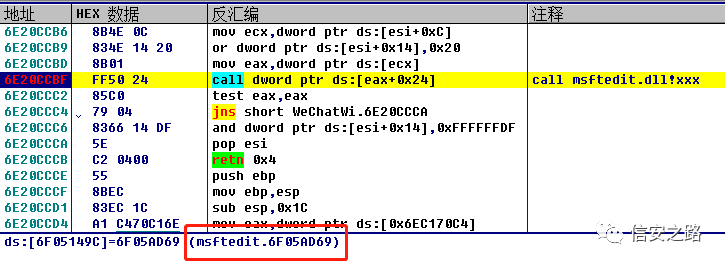 地址 HEX 数据 反汇编 注释
6E20CCB6 8B4E 0C mov ecx,dword ptr ds:[esi+0xC]
6E20CCB9 834E 14 20 or dword ptr ds:[esi+0x14],0x20
6E20CCBD 8B01 mov eax,dword ptr ds:[ecx]
6E20CCBF FF50 24 call dword ptr ds:[eax+0x24] call msftedit.dll!xxx
6E20CCC2 85C0 test eax,eax
6E20CCC4 79 04 jns short WeChatWi.6E20CCCA
6E20CCC6 8366 14 DF and dword ptr ds:[esi+0x14],0xFFFFFFDF
6E20CCCA 5E pop esi
6E20CCCB C2 0400 retn 0x4
6E20CCCE 55 push ebp
6E20CCCF 8BEC mov ebp,esp
6E20CCD1 83EC 1C sub esp,0x1C
6E20CCD4 A1 C470C16E mov eax,dword ptr ds:[0x6EC170C4]
ds:[6F05149C]=6F05AD69 (msftedit.6F05AD69)
信安之路